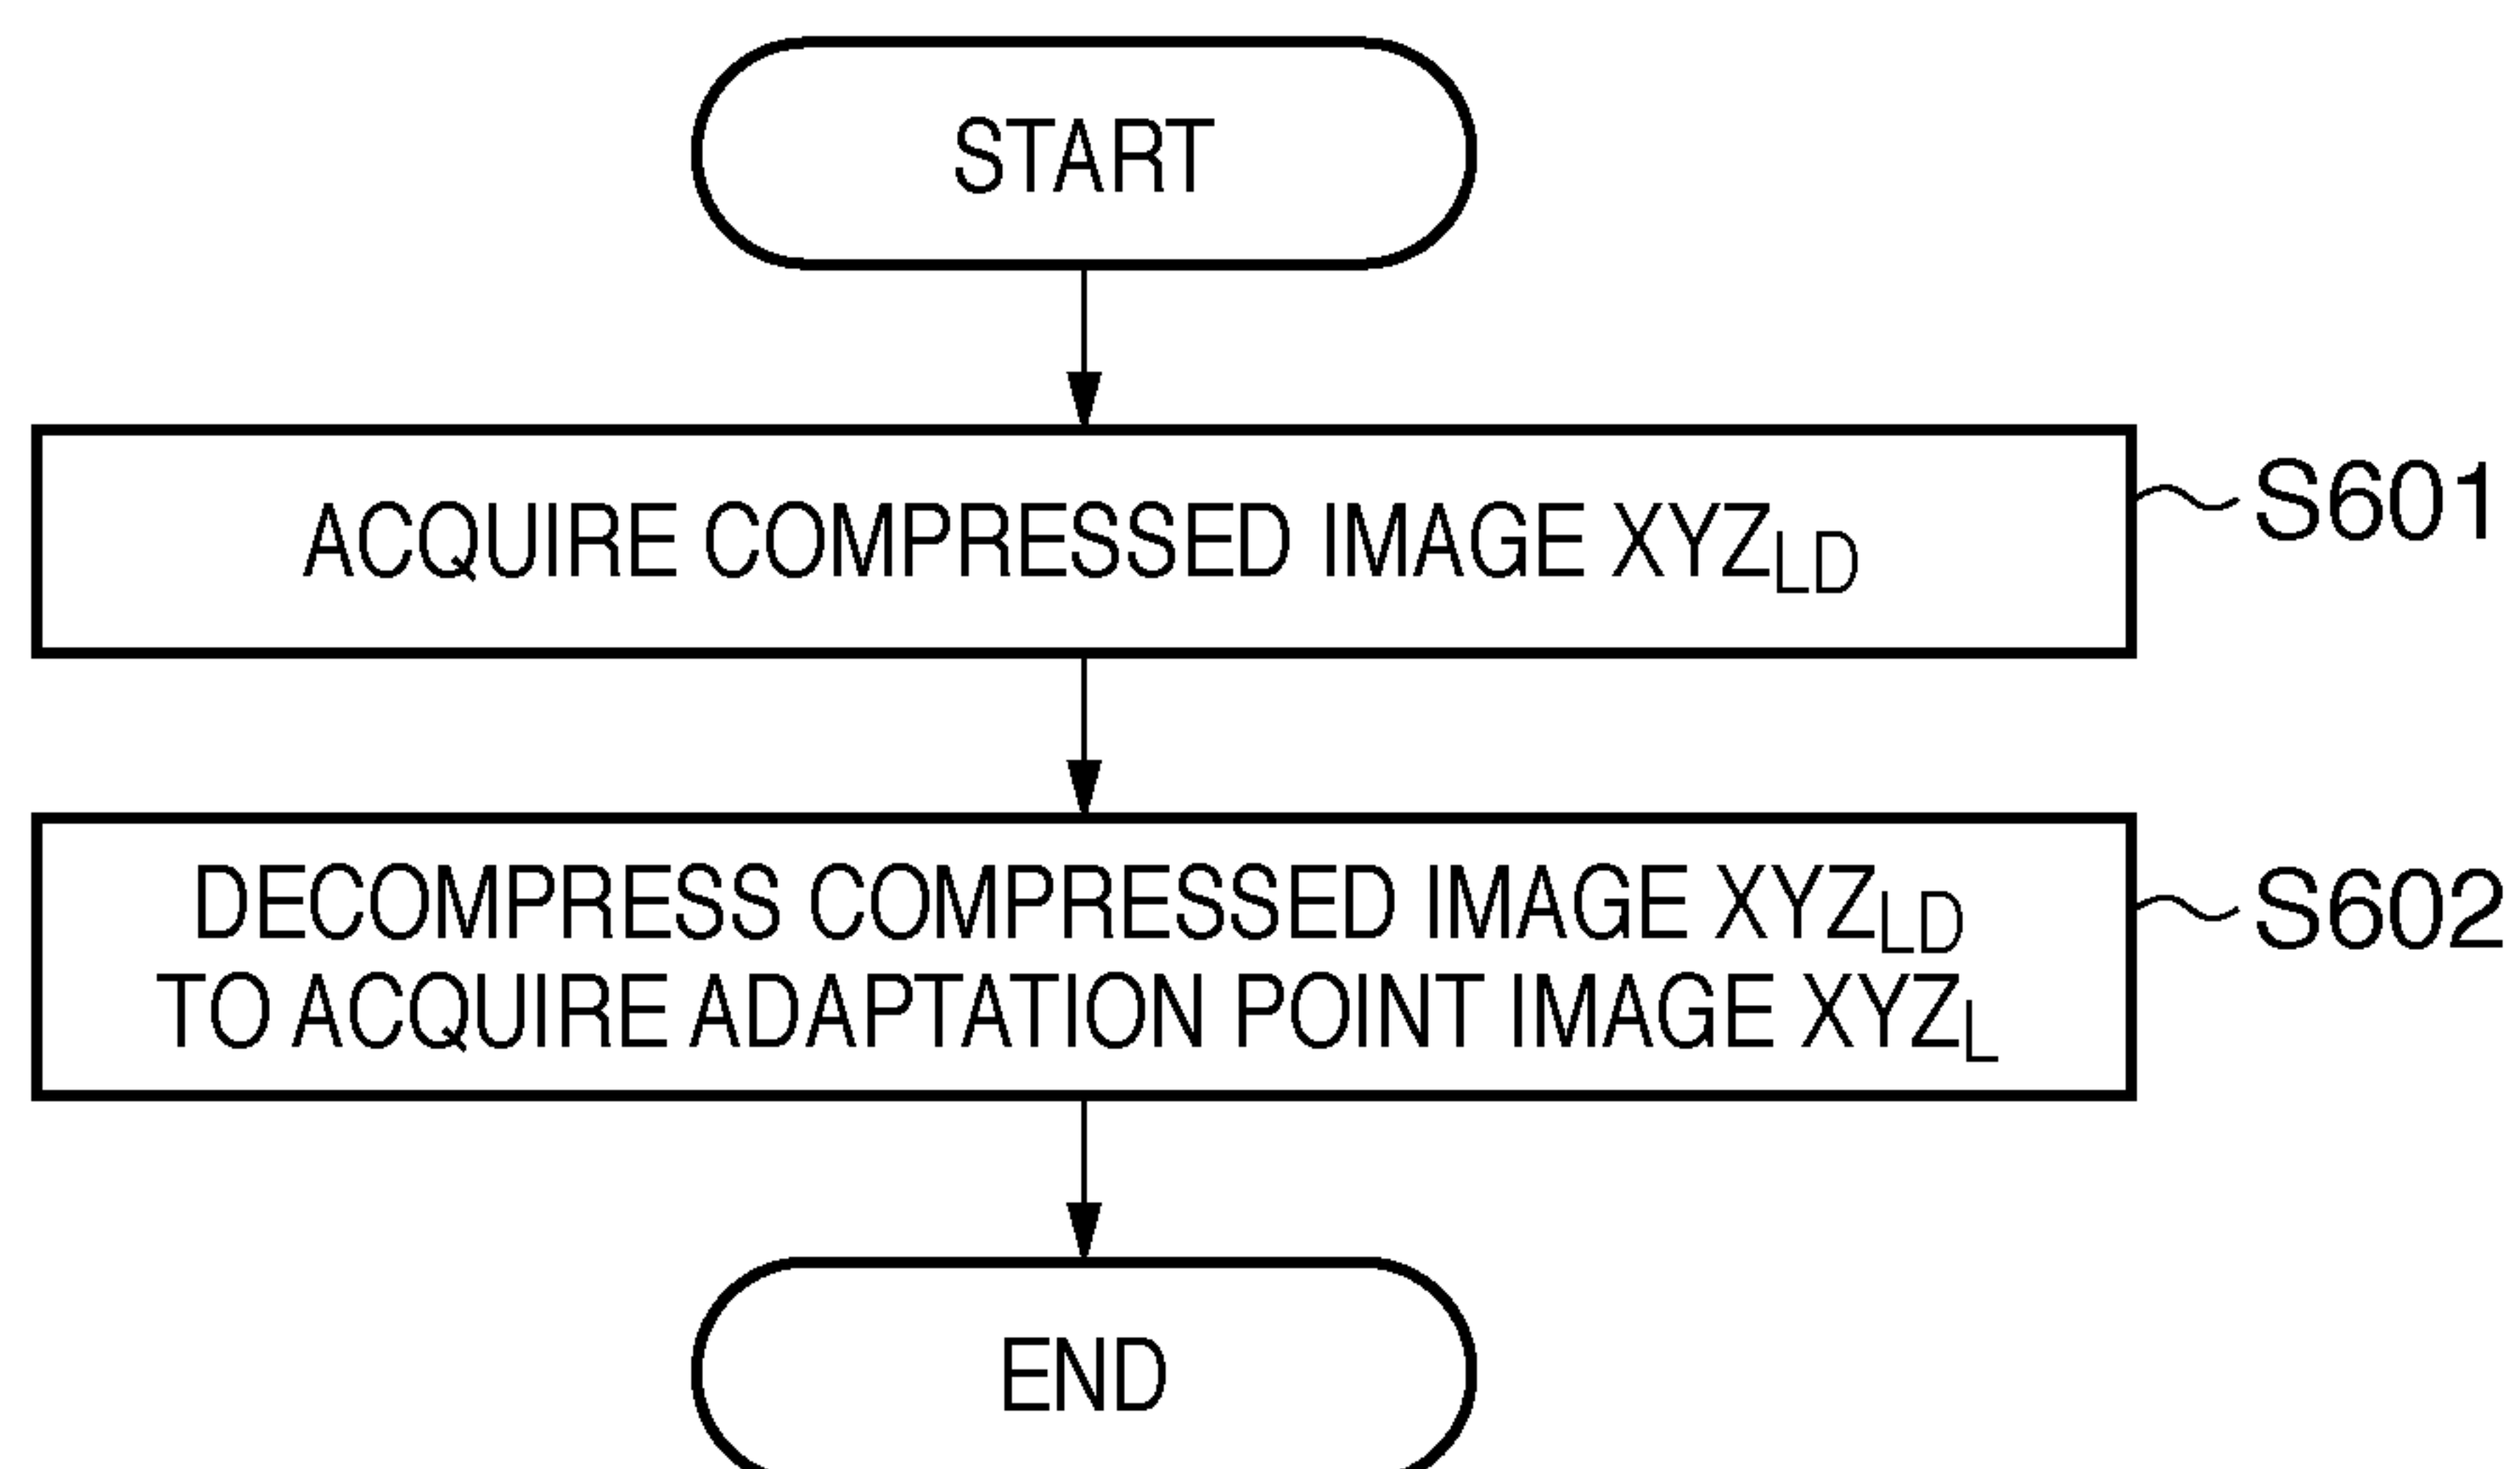 START
ACQUIRE COMPRESSED IMAGE XYZLD
S601
DECOMPRESS COMPRESSED IMAGE XYZLD
TO ACQUIRE ADAPTATION POINT IMAGE XYZL
S602
END